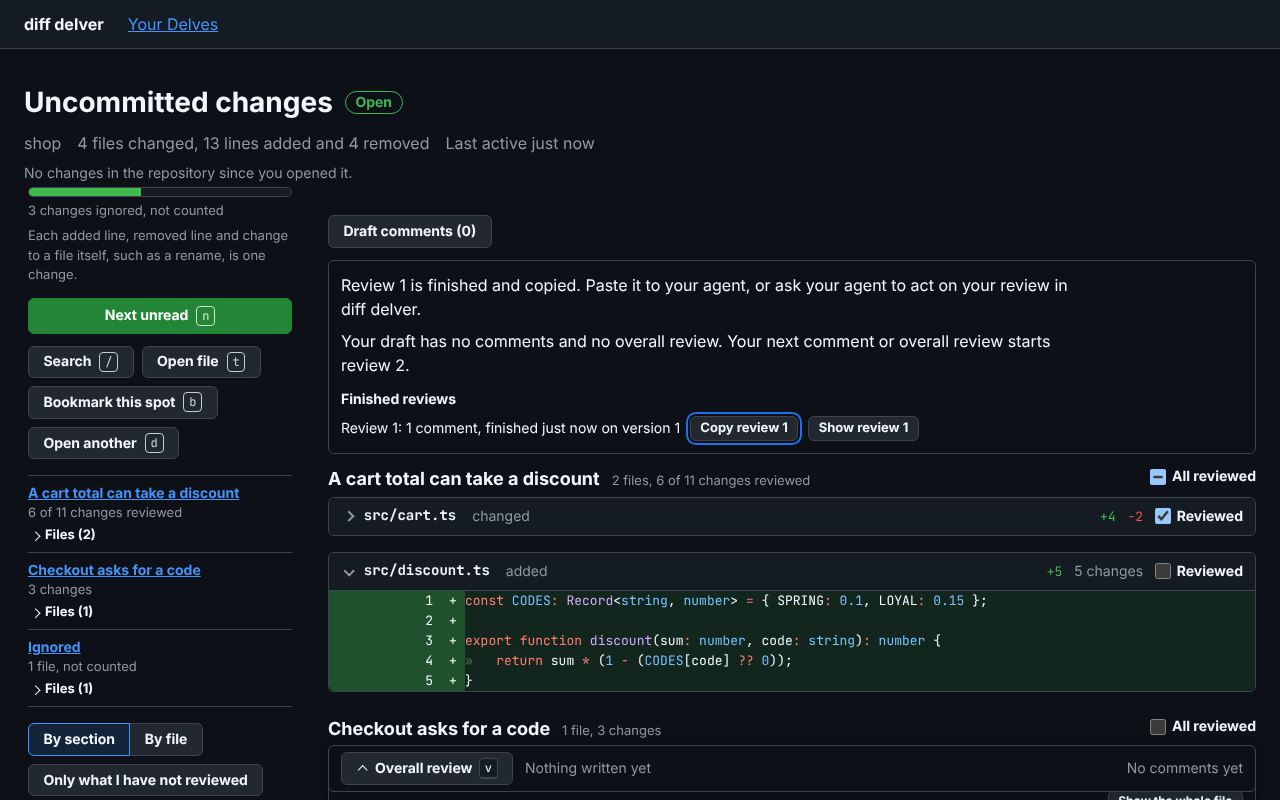 diff delver Your Delves
Uncommitted changes Open
shop 4 files changed, 13 lines added and 4 removed Last active just now
No changes in the repository since you opened it.
3 changes ignored, not counted
Each added line, removed line and change
to a file itself, such as a rename, is one
change.
Next unread n
Search / Open file t
Bookmark this spot b
Open another d
A cart total can take a discount
6 of 11 changes reviewed
Files (2)
Checkout asks for a code
3 changes
Files (1)
Ignored
1 file, not counted
Files (1)
By section By file
Only what I have not reviewed
Draft comments (0)
Review 1 is finished and copied. Paste it to your agent, or ask your agent to act on your review in
diff delver.
Your draft has no comments and no overall review. Your next comment or overall review starts
review 2.
Finished reviews
Review 1: 1 comment, finished just now on version 1 Copy review 1 Show review 1
A cart total can take a discount 2 files, 6 of 11 changes reviewed All reviewed
src/cart.ts changed +4 -2 Reviewed
src/discount.ts added +5 5 changes Reviewed
1 + const CODES: Record<string, number> = { SPRING: 0.1, LOYAL: 0.15 };
2 +
3 + export function discount(sum: number, code: string): number {
4 + » return sum * (1 - (CODES[code] ?? 0));
5 + }
Checkout asks for a code 1 file, 3 changes All reviewed
Overall review v Nothing written yet No comments yet
Show the whole file